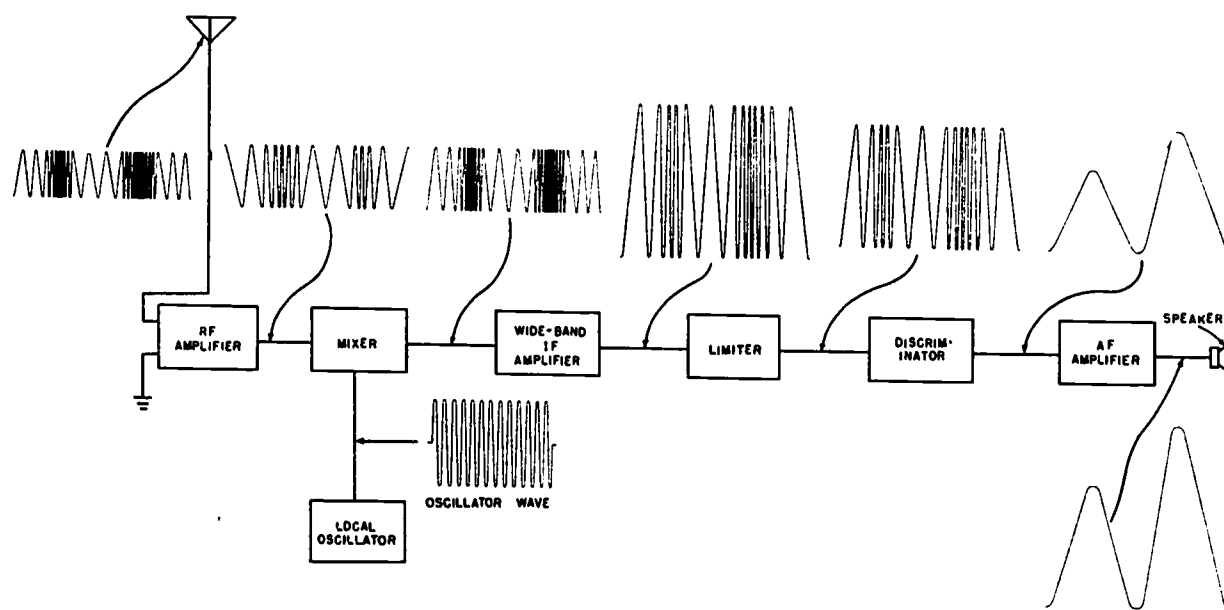 RF
AMPLIFIER
MIXER
WIDE-BAND
IF
AMPLIFIER
LIMITER
DISCRIM-
INATOR
AF
AMPLIFIER
SPEAKER
OSCILLATOR WAVE
LOCAL
OSCILLATOR